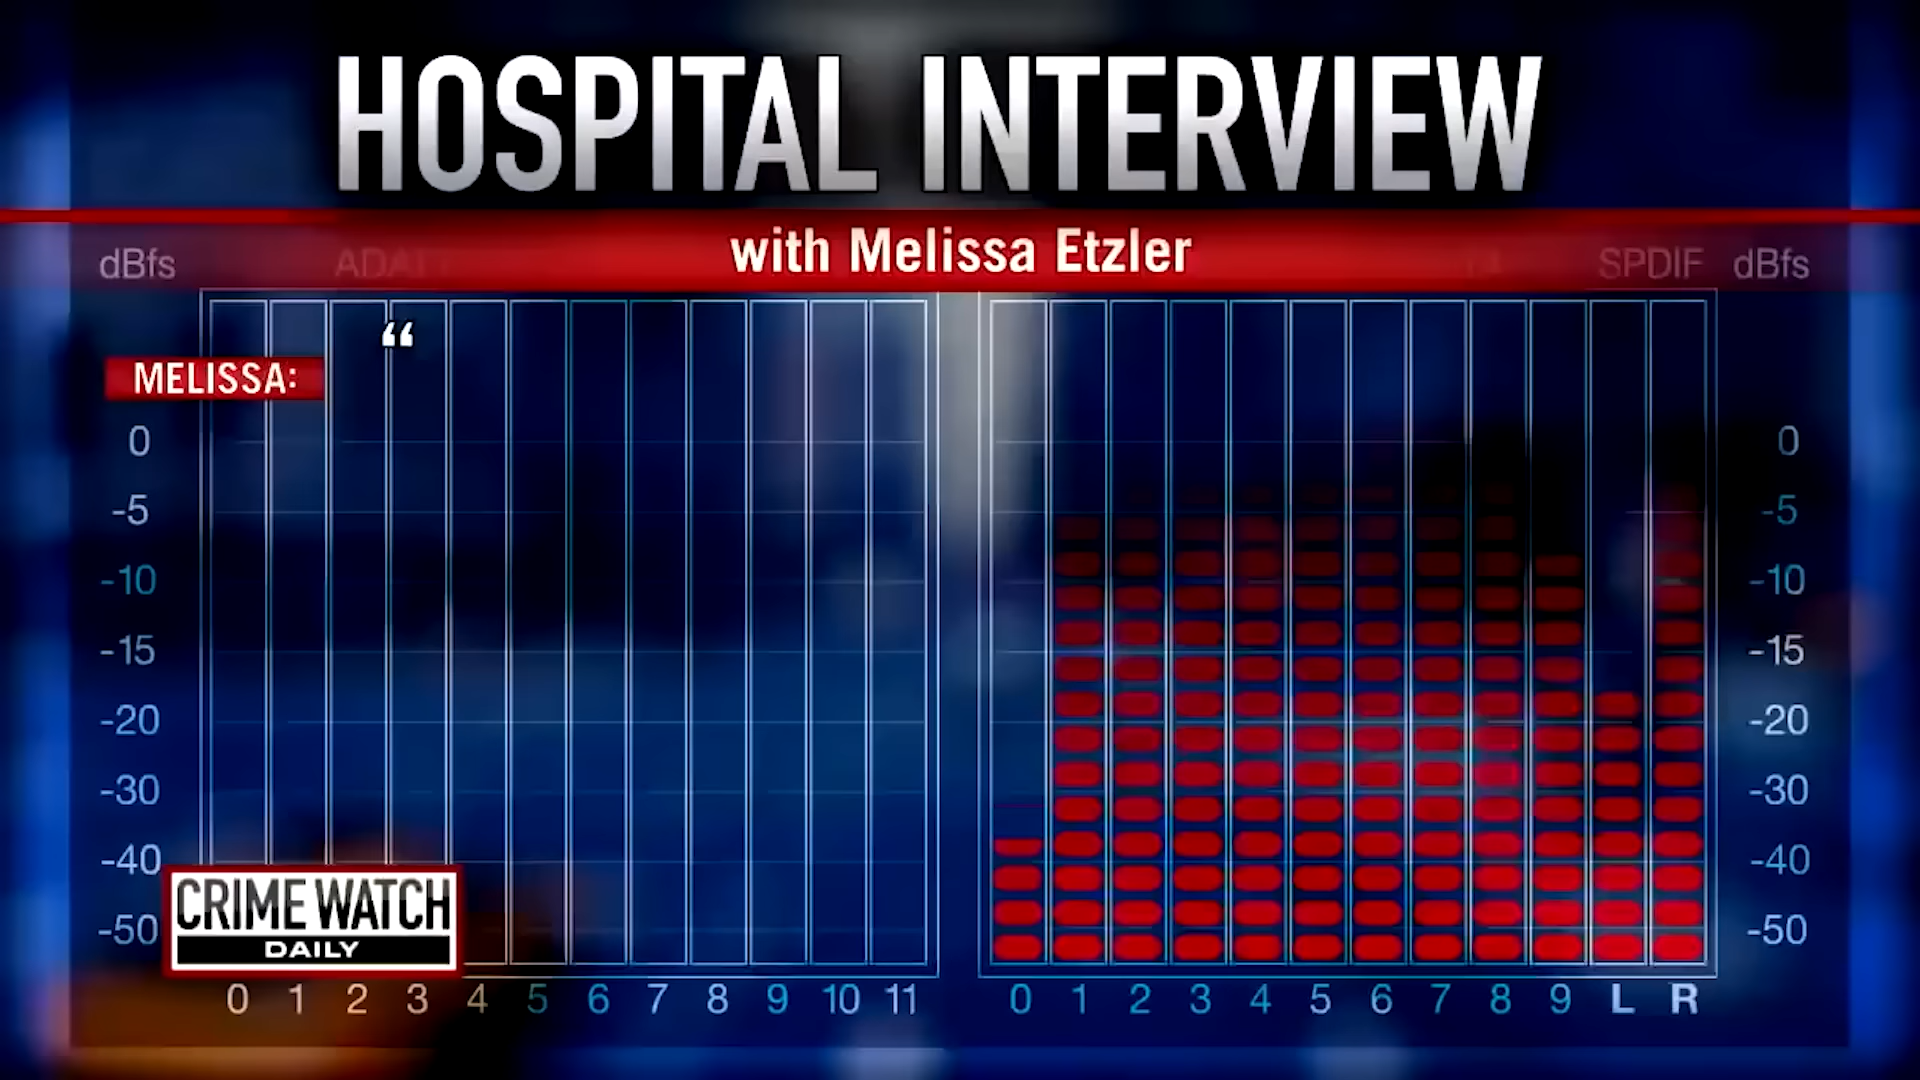 HOSPITAL INTERVIEW
with Melissa Etzler
dBfs
SPDIF dBfs
“
MELISSA:
0 0
-5 -5
-10 -10
-15 -15
-20 -20
-30 -30
-40 -40
-50 -50
CRIME WATCH
DAILY
0 1 2 3 4 5 6 7 8 9 10 11 0 1 2 3 4 5 6 7 8 9 L R